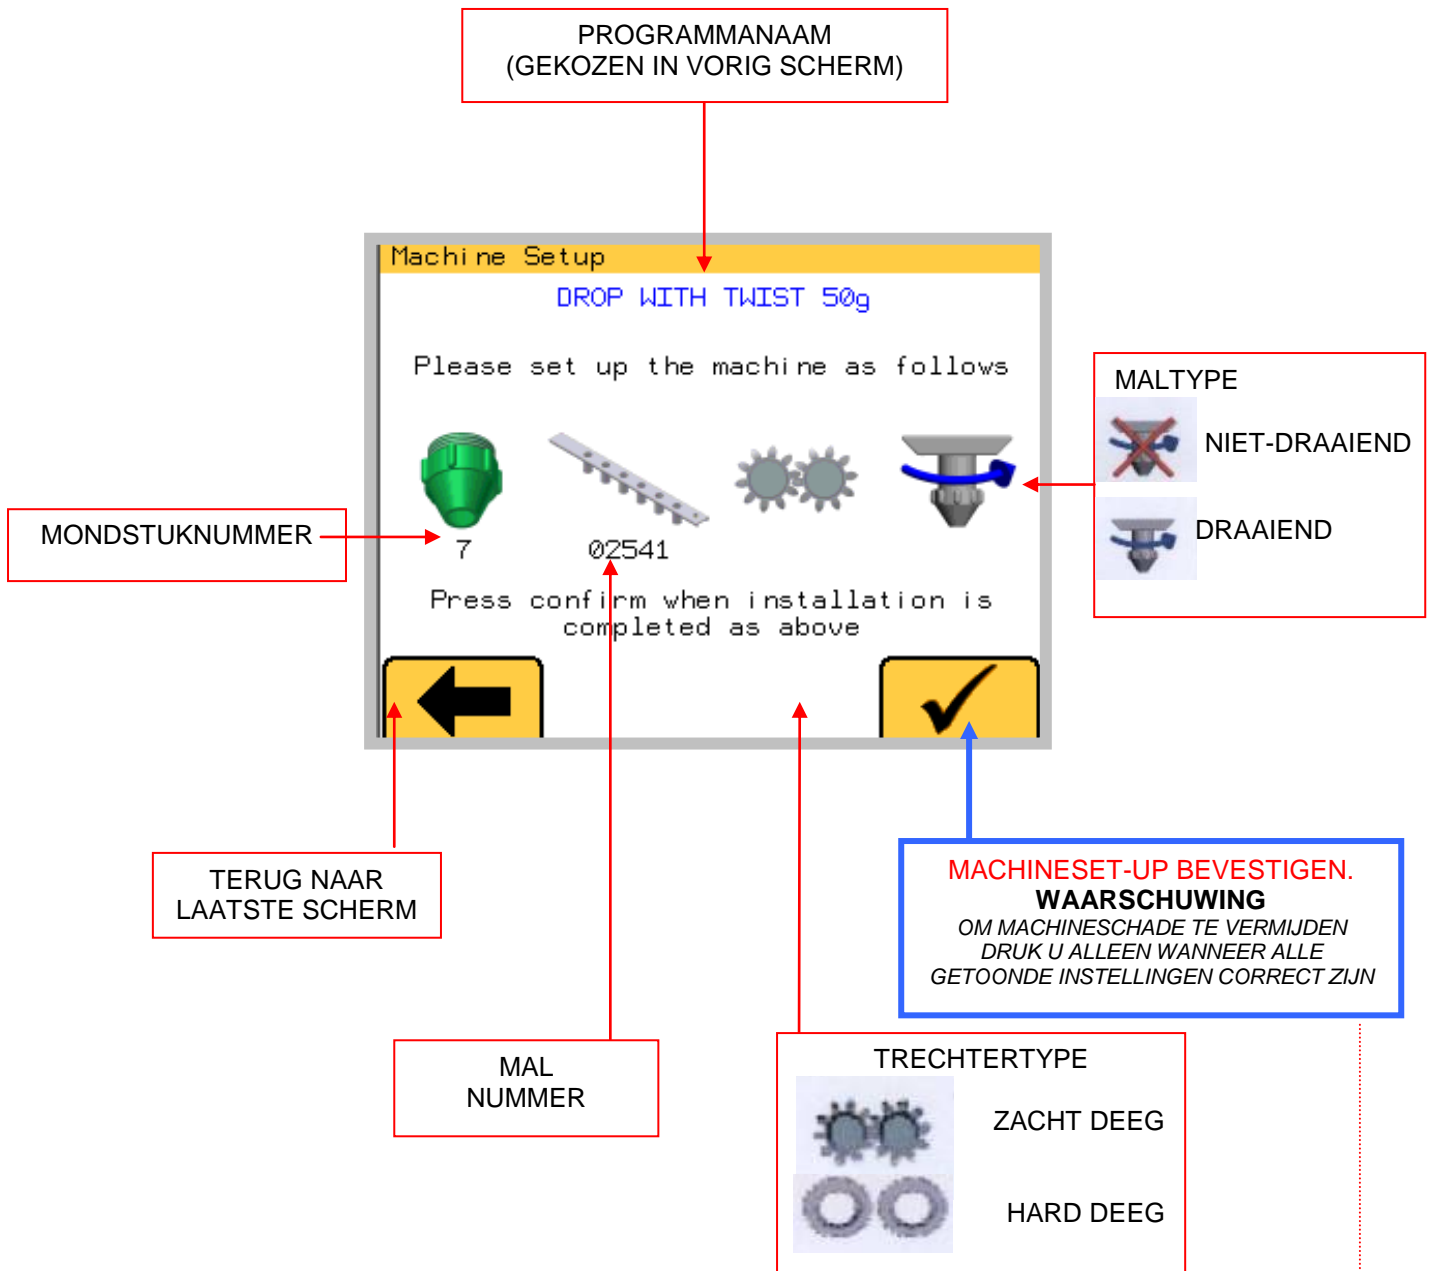 PROGRAMMANAAM
(GEKOZEN IN VORIG SCHERM)
Machine Setup
DROP WITH TWIST 50g
Please set up the machine as follows
7
02541
Press confirm when installation is
completed as above
MALTYPE
NIET-DRAAIEND
DRAAIEND
MONDSTUKNUMMER
TERUG NAAR
LAATSTE SCHERM
MACHINESET-UP BEVESTIGEN.
WAARSCHUWING
OM MACHINESCHADE TE VERMIJDEN
DRUK U ALLEEN WANNEER ALLE
GETOONDE INSTELLINGEN CORRECT ZIJN
MAL
NUMMER
TRECHTERTYPE
ZACHT DEEG
HARD DEEG